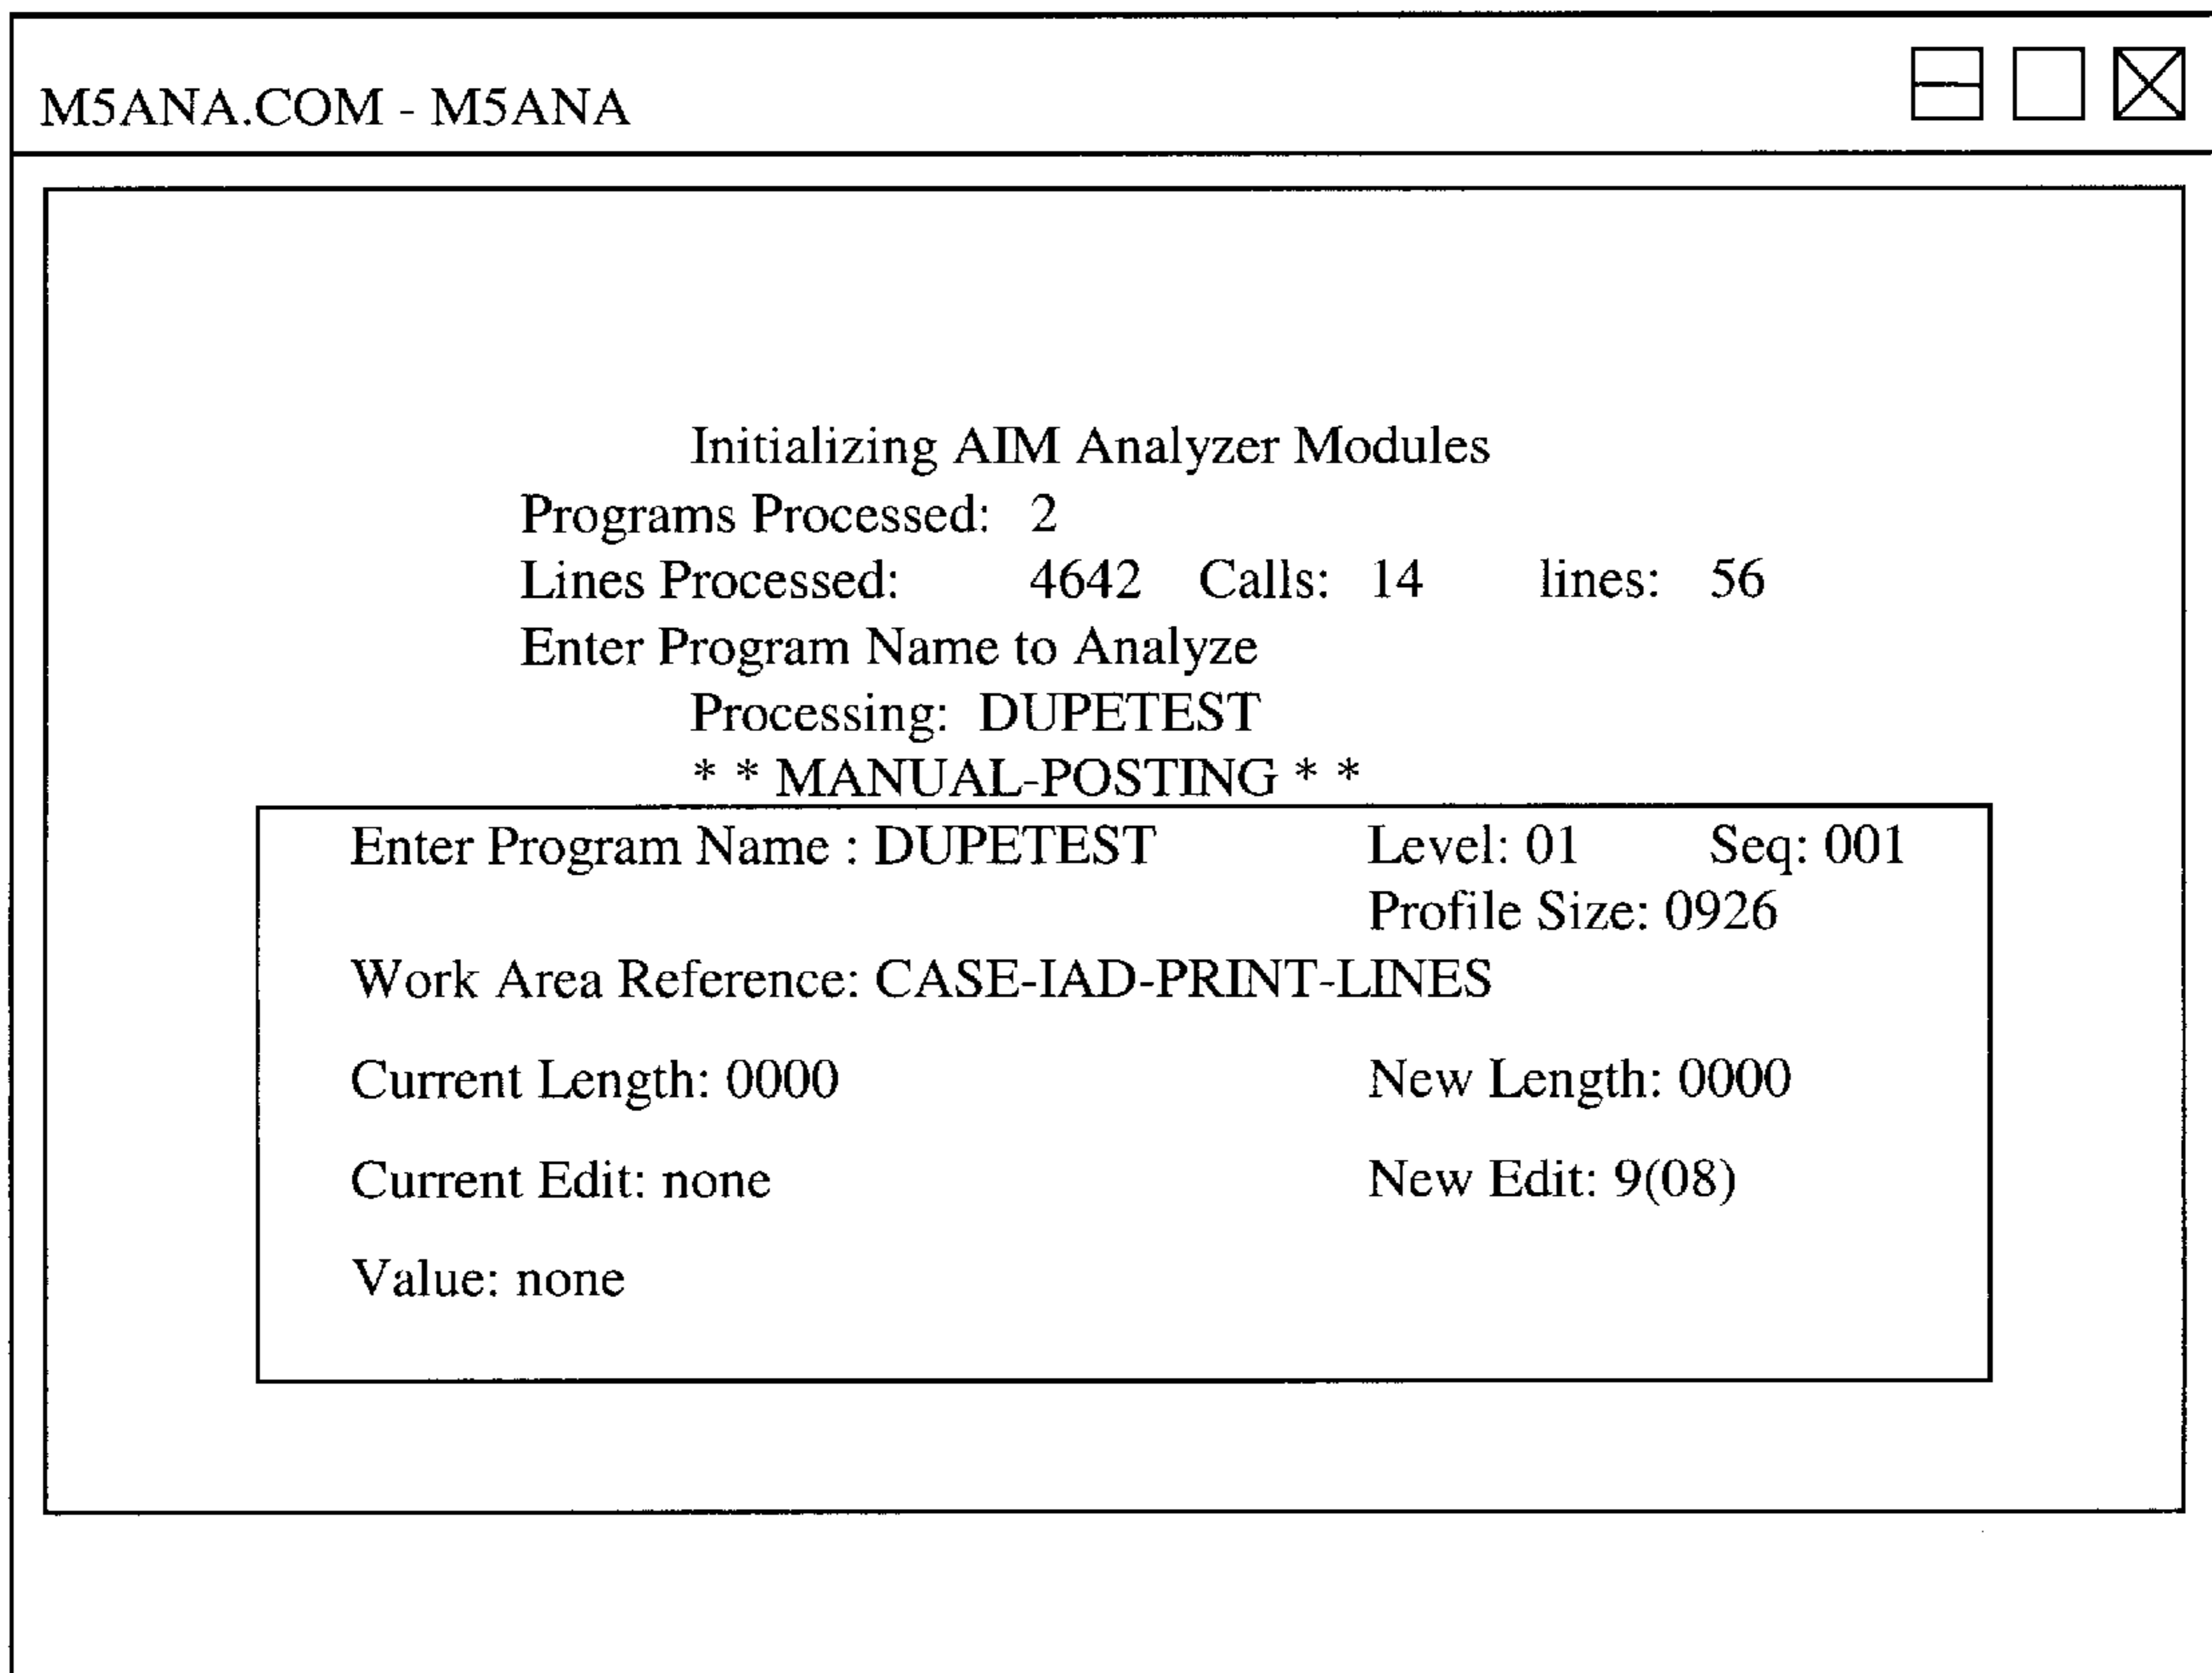 M5ANA.COM - M5ANA
Initializing AIM Analyzer Modules
Programs Processed: 2
Lines Processed: 4642 Calls: 14 lines: 56
Enter Program Name to Analyze
Processing: DUPETEST
* * MANUAL-POSTING * *
Enter Program Name : DUPETEST Level: 01 Seq: 001
Profile Size: 0926
Work Area Reference: CASE-IAD-PRINT-LINES
Current Length: 0000 New Length: 0000
Current Edit: none New Edit: 9(08)
Value: none